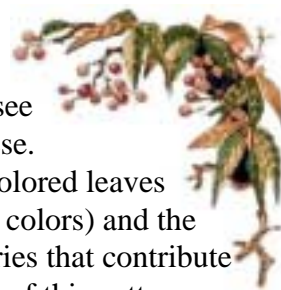 see
se.
olored leaves
colors) and the
ries that contribute